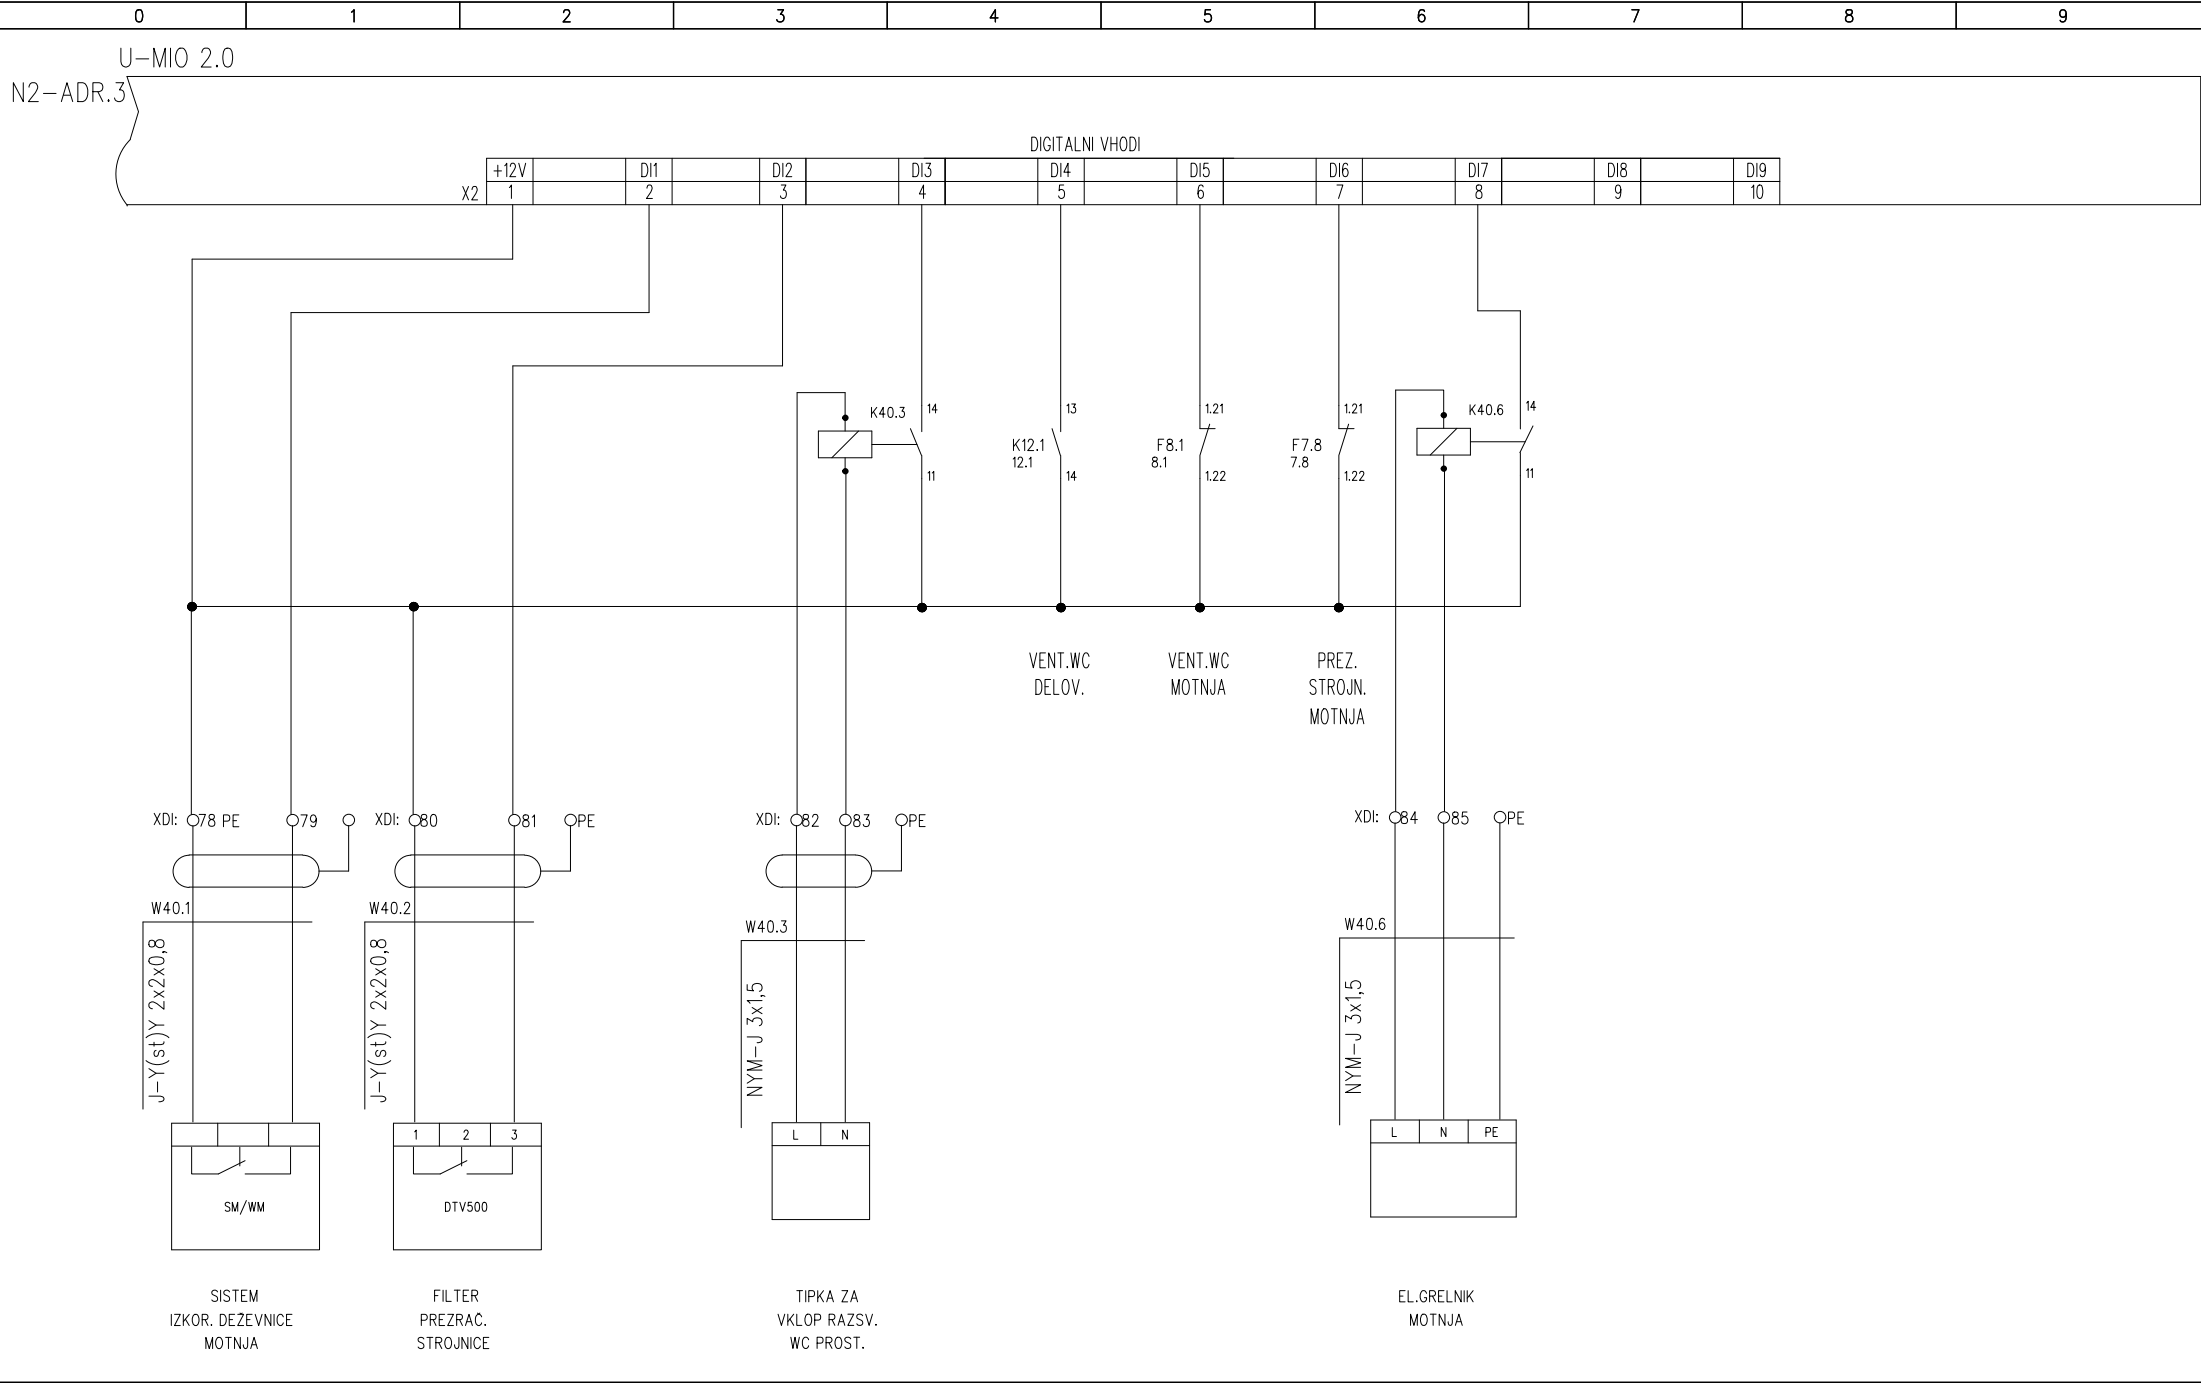 0 1 2 3 4 5 6 7 8 9
U-MIO 2.0
N2-ADR.3
DIGITALNI VHODI
+12V DI1 DI2 DI3 DI4 DI5 DI6 DI7 DI8 DI9
X2 1 2 3 4 5 6 7 8 9 10
K40.3 14 13 1.21 1.21 K40.6 14
K12.1 F8.1 F7.8
12.1 8.1 7.8
11 14 1.22 1.22 11
VENT.WC
DELOV.
VENT.WC
MOTNJA
PREZ.
STROJN.
MOTNJA
XDI: 78 PE 79 XDI: 80 81 PE XDI: 82 83 PE XDI: 84 85 PE
W40.1
J-Y(st)Y 2x2x0,8
W40.2
J-Y(st)Y 2x2x0,8
W40.3
NYM-J 3x1,5
W40.6
NYM-J 3x1,5
1 2 3
L N
L N PE
SM/WM
DTV500
SISTEM
IZKOR. DEŽEVNICE
MOTNJA
FILTER
PREZRAČ.
STROJNICE
TIPKA ZA
VKLOP RAZSV.
WC PROST.
EL.GRELNIK
MOTNJA